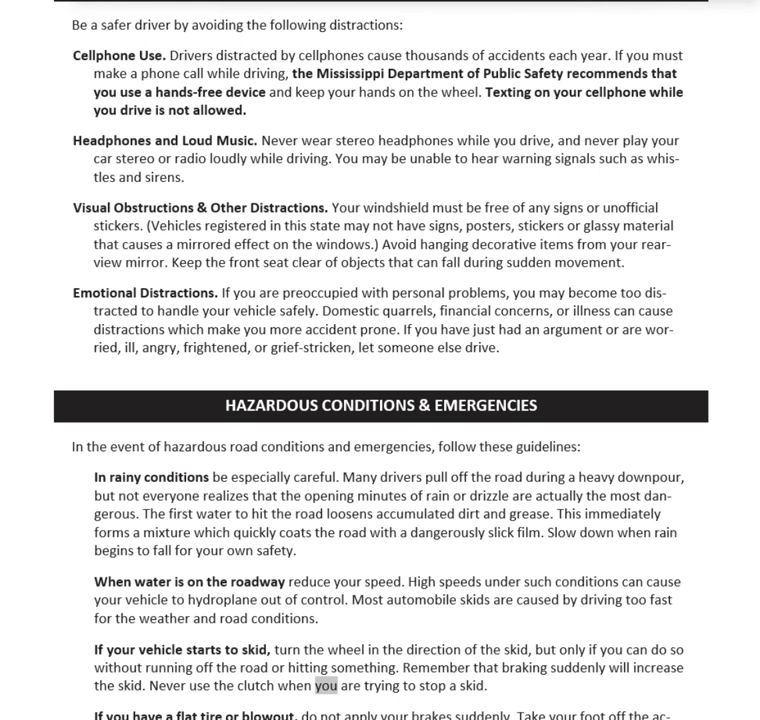 Be a safer driver by avoiding the following distractions:
Cellphone Use. Drivers distracted by cellphones cause thousands of accidents each year. If you must
make a phone call while driving, the Mississippi Department of Public Safety recommends that
you use a hands-free device and keep your hands on the wheel. Texting on your cellphone while
you drive is not allowed.
Headphones and Loud Music. Never wear stereo headphones while you drive, and never play your
car stereo or radio loudly while driving. You may be unable to hear warning signals such as whis-
tles and sirens.
Visual Obstructions & Other Distractions. Your windshield must be free of any signs or unofficial
stickers. (Vehicles registered in this state may not have signs, posters, stickers or glassy material
that causes a mirrored effect on the windows.) Avoid hanging decorative items from your rear-
view mirror. Keep the front seat clear of objects that can fall during sudden movement.
Emotional Distractions. If you are preoccupied with personal problems, you may become too dis-
tracted to handle your vehicle safely. Domestic quarrels, financial concerns, or illness can cause
distractions which make you more accident prone. If you have just had an argument or are wor-
ried, ill, angry, frightened, or grief-stricken, let someone else drive.
HAZARDOUS CONDITIONS & EMERGENCIES
In the event of hazardous road conditions and emergencies, follow these guidelines:
In rainy conditions be especially careful. Many drivers pull off the road during a heavy downpour,
but not everyone realizes that the opening minutes of rain or drizzle are actually the most dan-
gerous. The first water to hit the road loosens accumulated dirt and grease. This immediately
forms a mixture which quickly coats the road with a dangerously slick film. Slow down when rain
begins to fall for your own safety.
When water is on the roadway reduce your speed. High speeds under such conditions can cause
your vehicle to hydroplane out of control. Most automobile skids are caused by driving too fast
for the weather and road conditions.
If your vehicle starts to skid, turn the wheel in the direction of the skid, but only if you can do so
without running off the road or hitting something. Remember that braking suddenly will increase
the skid. Never use the clutch when you are trying to stop a skid.
If you have a flat tire or blowout, do not apply your brakes suddenly. Take your foot off the ac-